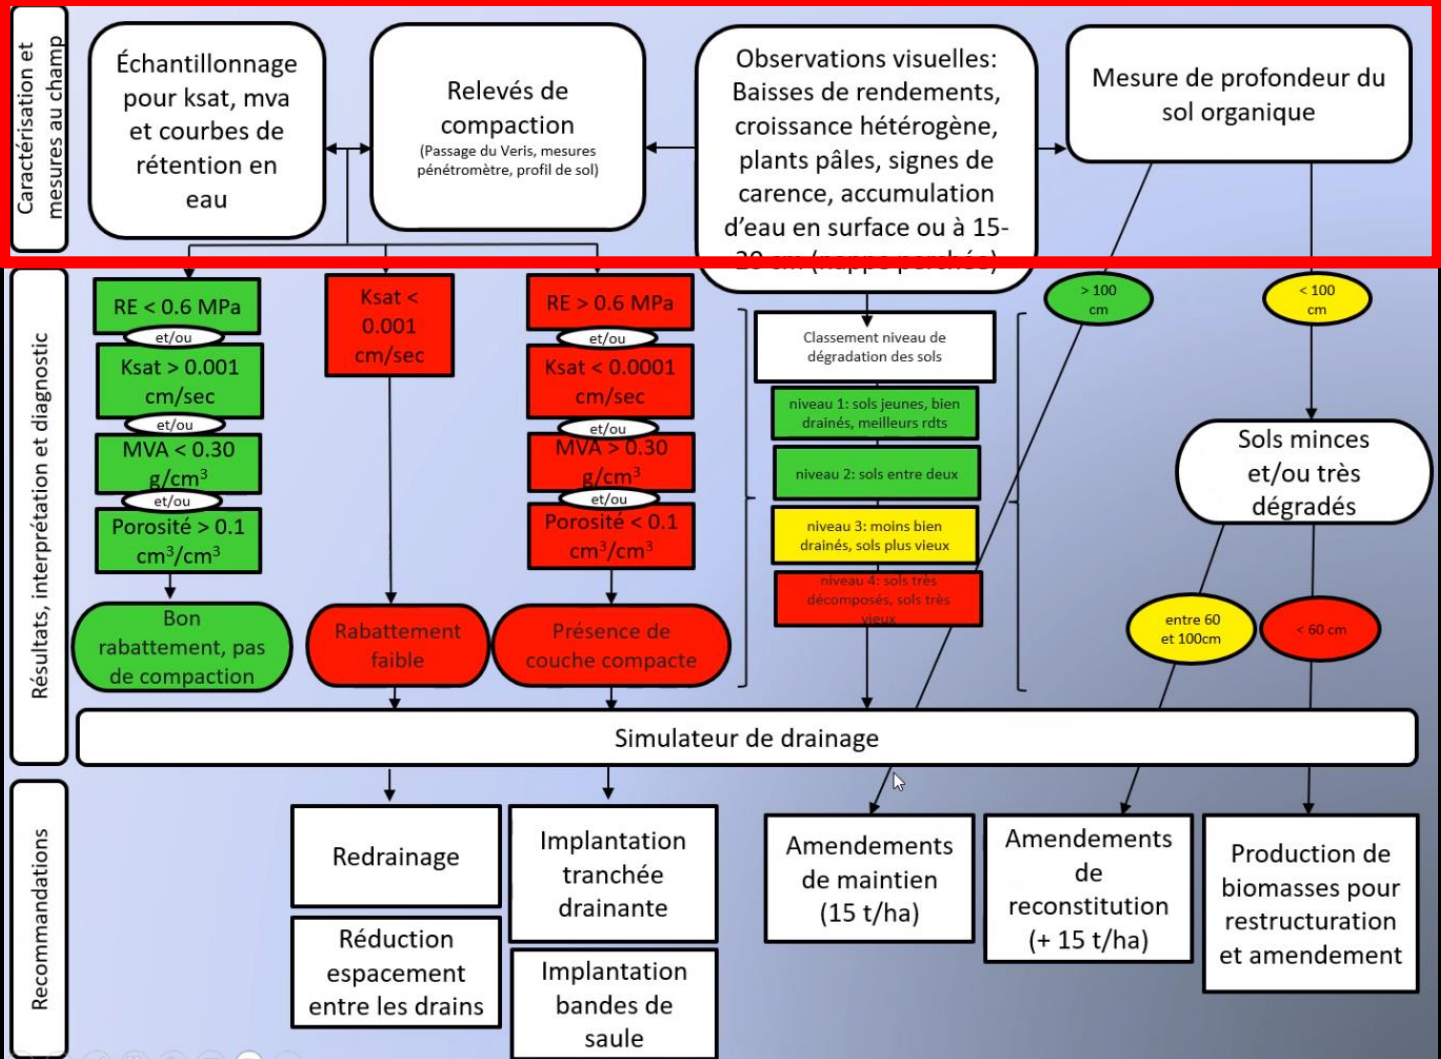 Caractérisation et
mesures au champ
Échantillonnage
pour ksat, mva
et courbes de
rétention en
eau
Relevés de
compaction
(Passage du Veris, mesures
pénétromètre, profil de sol)
Observations visuelles:
Baisses de rendements,
croissance hétérogène,
plants pâles, signes de
carence, accumulation
d'eau en surface ou à 15-
20 cm (nappe perchée)
Mesure de profondeur du
sol organique
Résultats, interprétation et diagnostic
RE < 0.6 MPa
et/ou
Ksat > 0.001
cm/sec
et/ou
MVA < 0.30
g/cm³
et/ou
Porosité > 0.1
cm³/cm³
Bon
rabattement, pas
de compaction
Ksat <
0.001
cm/sec
Rabattement
faible
RE > 0.6 MPa
et/ou
Ksat < 0.0001
cm/sec
et/ou
MVA > 0.30
g/cm³
et/ou
Porosité < 0.1
cm³/cm³
Présence de
couche compacte
Classement niveau de
dégradation des sols
niveau 1: sols jeunes, bien
drainés, meilleurs rdts
niveau 2: sols entre deux
niveau 3: moins bien
drainés, sols plus vieux
niveau 4: sols très
décomposés, sols très
vieux
> 100
cm
< 100
cm
Sols minces
et/ou très
dégradés
entre 60
et 100cm
< 60 cm
Simulateur de drainage
Recommandations
Redrainage
Réduction
espacement
entre les drains
Implantation
tranchée
drainante
Implantation
bandes de
saule
Amendements
de maintien
(15 t/ha)
Amendements
de
reconstitution
(+ 15 t/ha)
Production de
biomasses pour
restructuration
et amendement